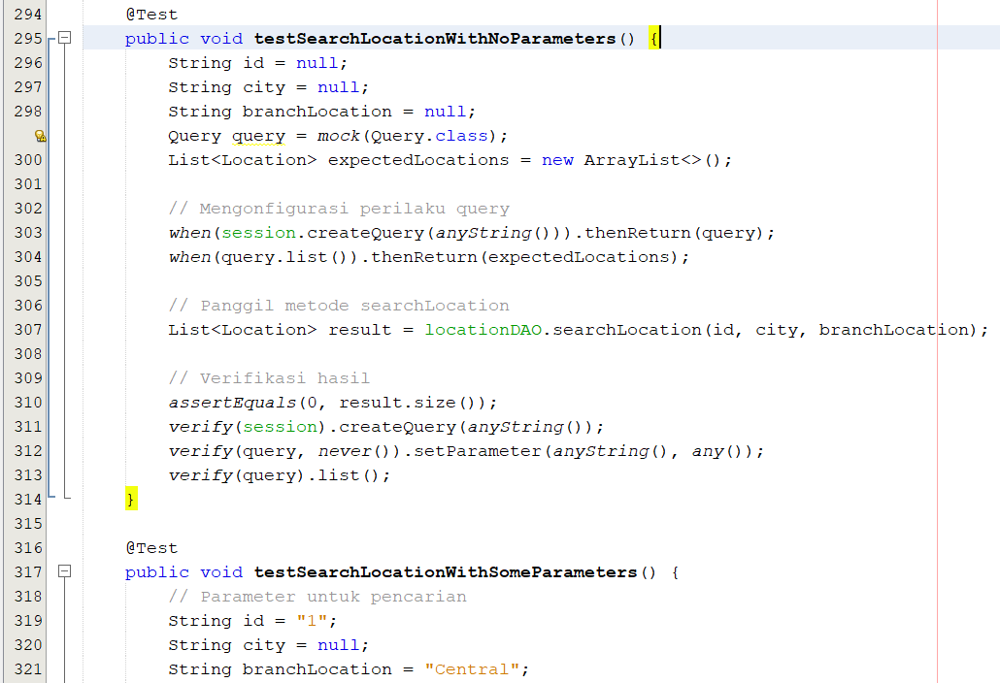 294 @Test
295 public void testSearchLocationWithNoParameters() {
296 String id = null;
297 String city = null;
298 String branchLocation = null;
Query query = mock(Query.class);
300 List<Location> expectedLocations = new ArrayList<>();
301
302 // Mengonfigurasi perilaku query
303 when(session.createQuery(anyString())).thenReturn(query);
304 when(query.list()).thenReturn(expectedLocations);
305
306 // Panggil metode searchLocation
307 List<Location> result = locationDAO.searchLocation(id, city, branchLocation);
308
309 // Verifikasi hasil
310 assertEquals(0, result.size());
311 verify(session).createQuery(anyString());
312 verify(query, never()).setParameter(anyString(), any());
313 verify(query).list();
314 }
315
316 @Test
317 public void testSearchLocationWithSomeParameters() {
318 // Parameter untuk pencarian
319 String id = "1";
320 String city = null;
321 String branchLocation = "Central";